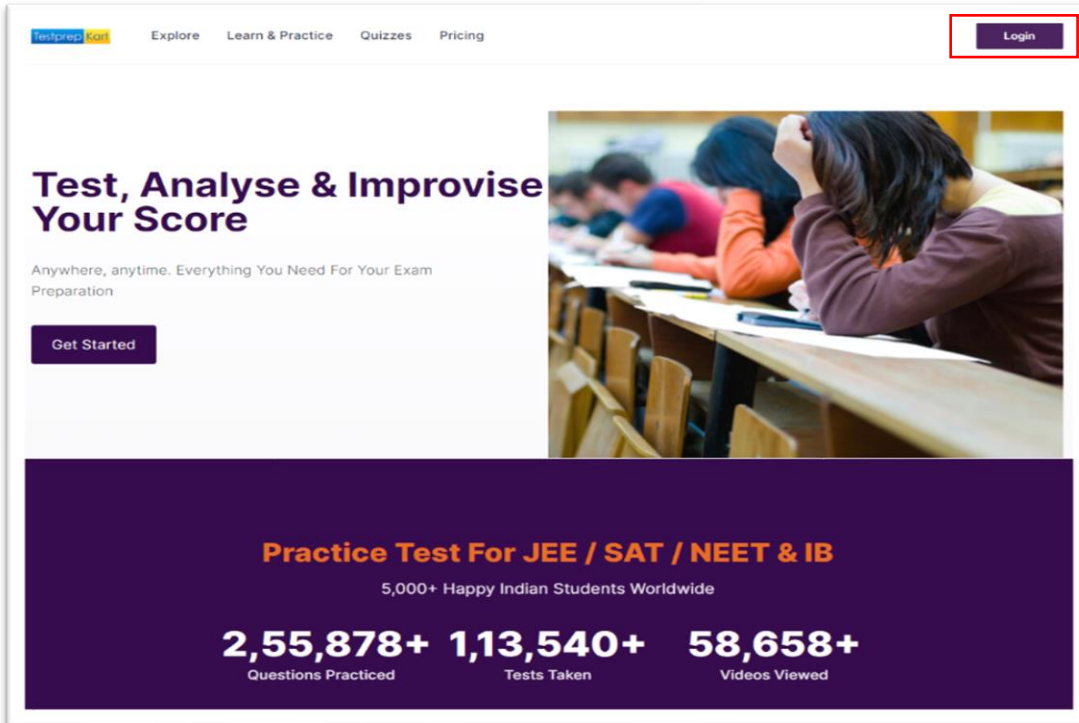 Testprep Kart
Explore Learn & Practice Quizzes Pricing
Login
Test, Analyse & Improvise
Your Score
Anywhere, anytime. Everything You Need For Your Exam
Preparation
Get Started
Practice Test For JEE / SAT / NEET & IB
5,000+ Happy Indian Students Worldwide
2,55,878+ 1,13,540+ 58,658+
Questions Practiced Tests Taken Videos Viewed